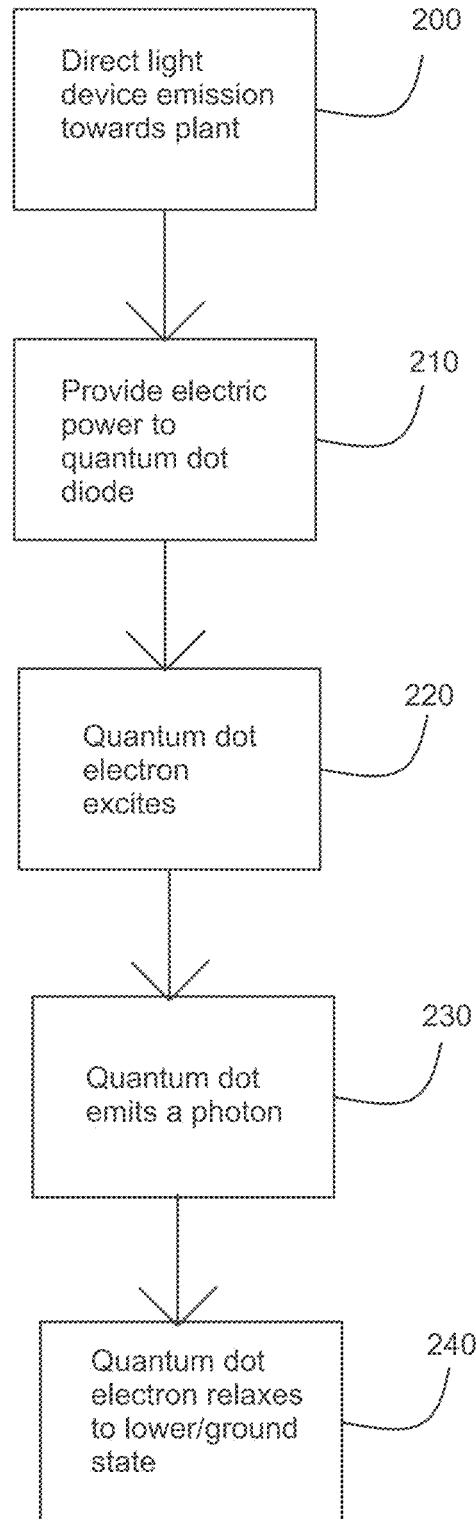 200
Direct light
device emission
towards plant
210
Provide electric
power to
quantum dot
diode
220
Quantum dot
electron
excites
230
Quantum dot
emits a photon
240
Quantum dot
electron relaxes
to lower/ground
state